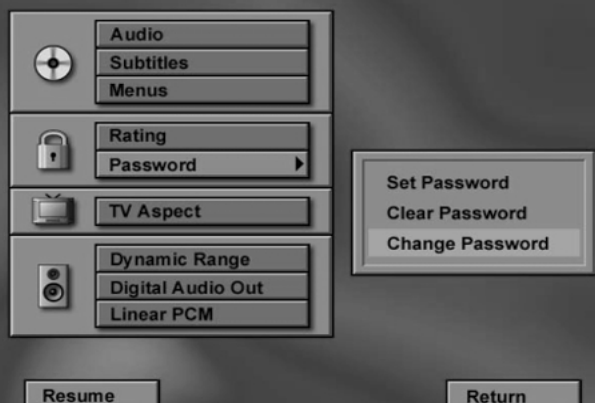 Audio
Subtitles
Menus
Rating
Password
TV Aspect
Dynamic Range
Digital Audio Out
Linear PCM
Set Password
Clear Password
Change Password
Resume
Return